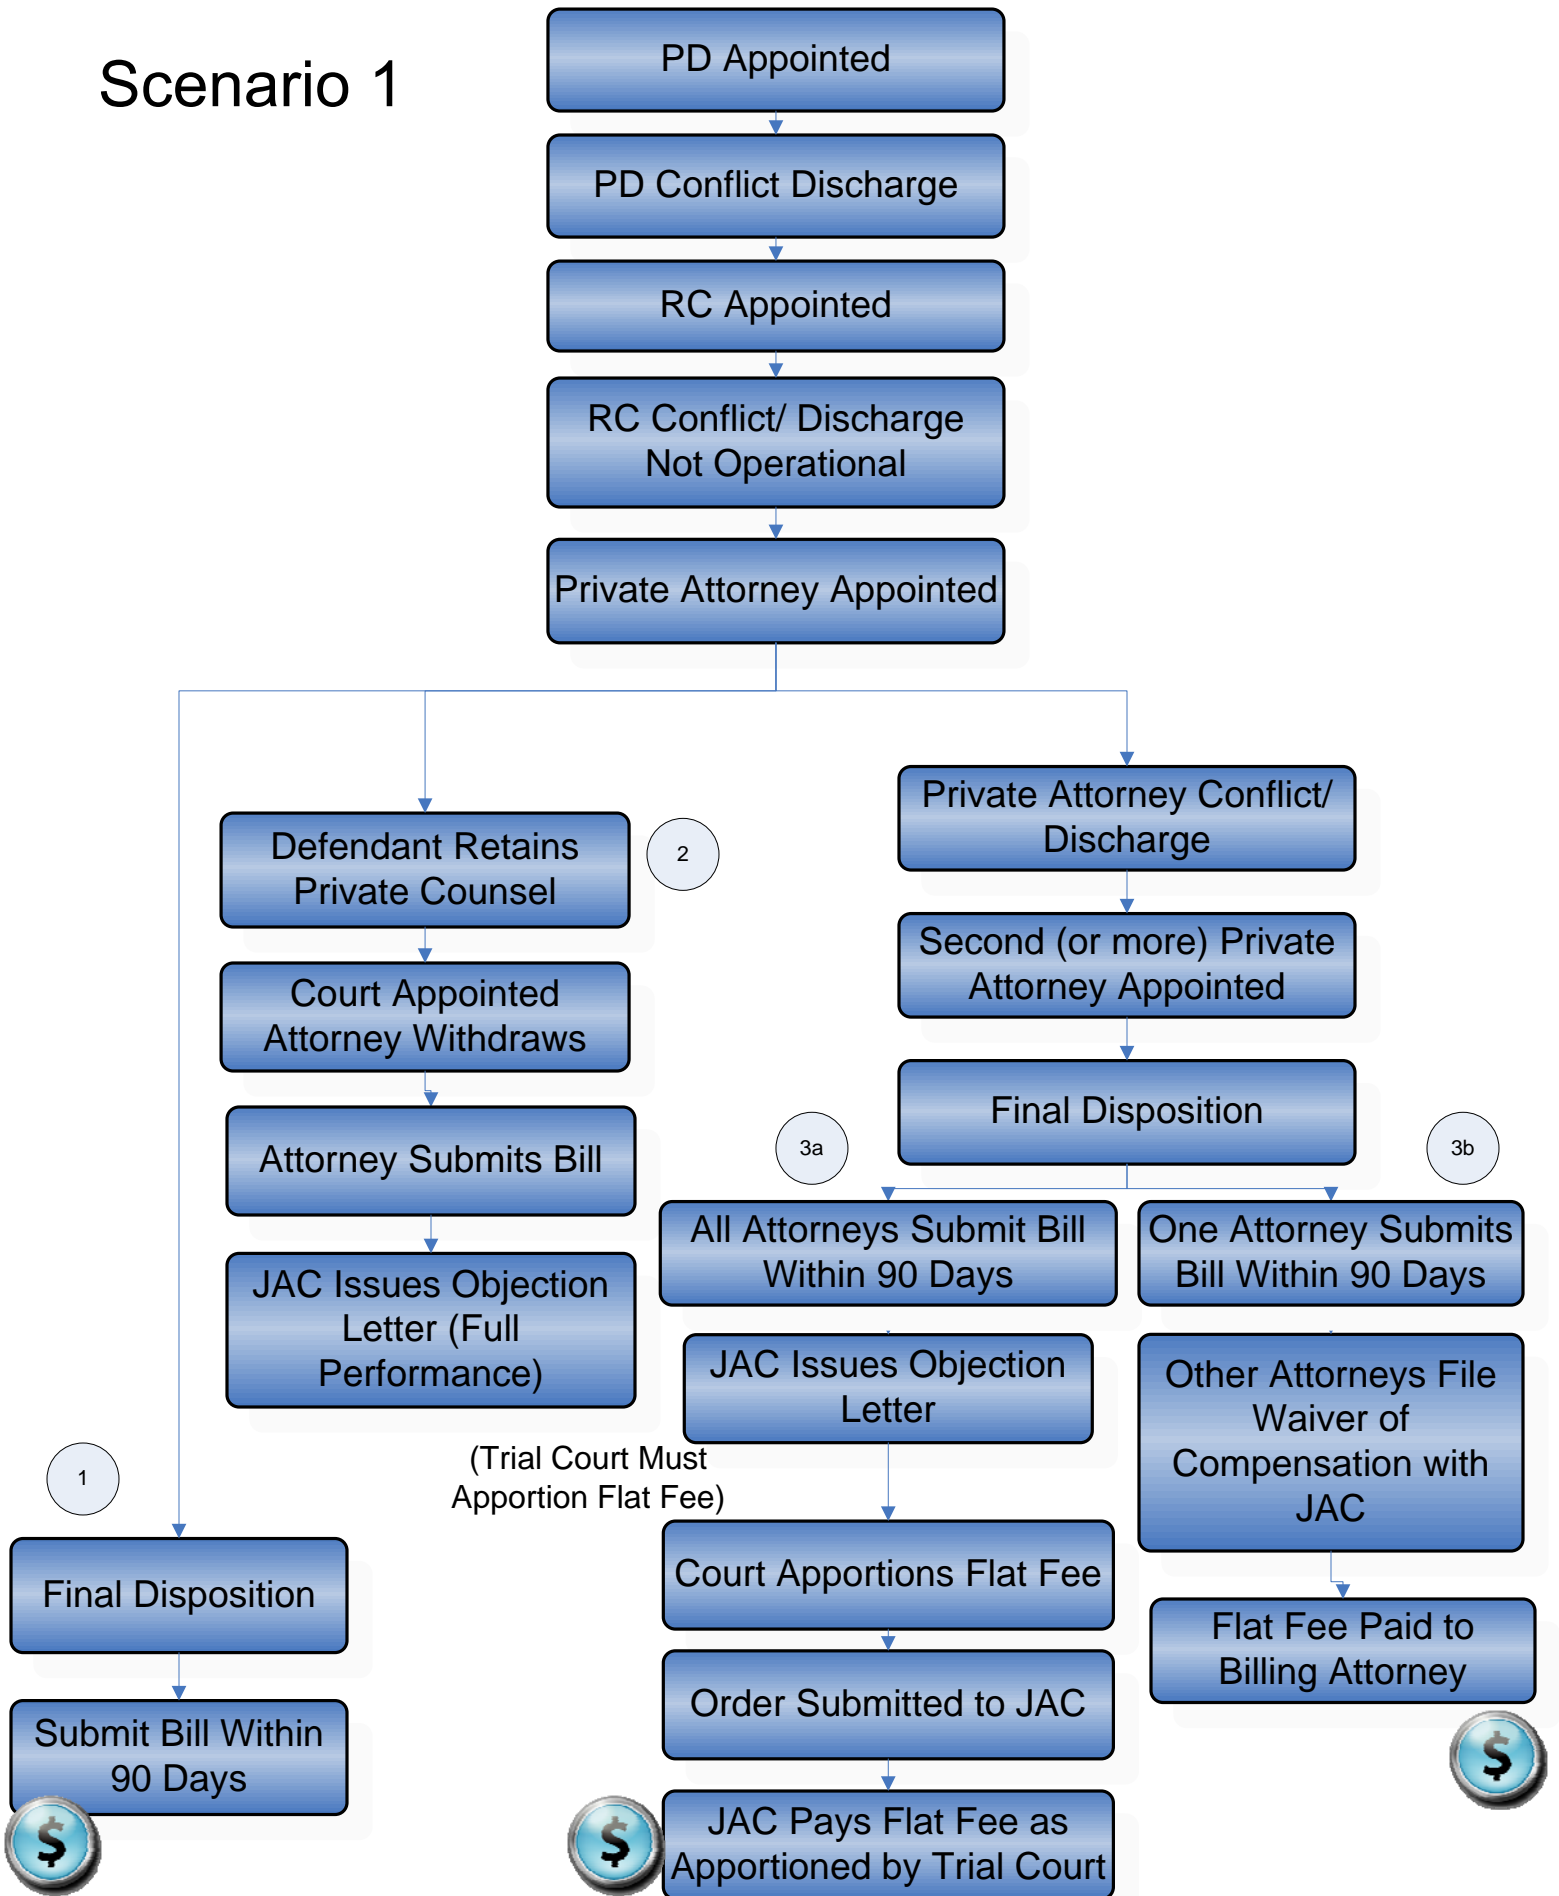 Scenario 1
PD Appointed
PD Conflict Discharge
RC Appointed
RC Conflict/ Discharge
Not Operational
Private Attorney Appointed
Defendant Retains
Private Counsel
2
Court Appointed
Attorney Withdraws
Attorney Submits Bill
JAC Issues Objection
Letter (Full
Performance)
Private Attorney Conflict/
Discharge
Second (or more) Private
Attorney Appointed
Final Disposition
3a
3b
All Attorneys Submit Bill
Within 90 Days
JAC Issues Objection
Letter
(Trial Court Must
Apportion Flat Fee)
Court Apportions Flat Fee
Order Submitted to JAC
JAC Pays Flat Fee as
Apportioned by Trial Court
$
One Attorney Submits
Bill Within 90 Days
Other Attorneys File
Waiver of
Compensation with
JAC
Flat Fee Paid to
Billing Attorney
$
1
Final Disposition
Submit Bill Within
90 Days
$